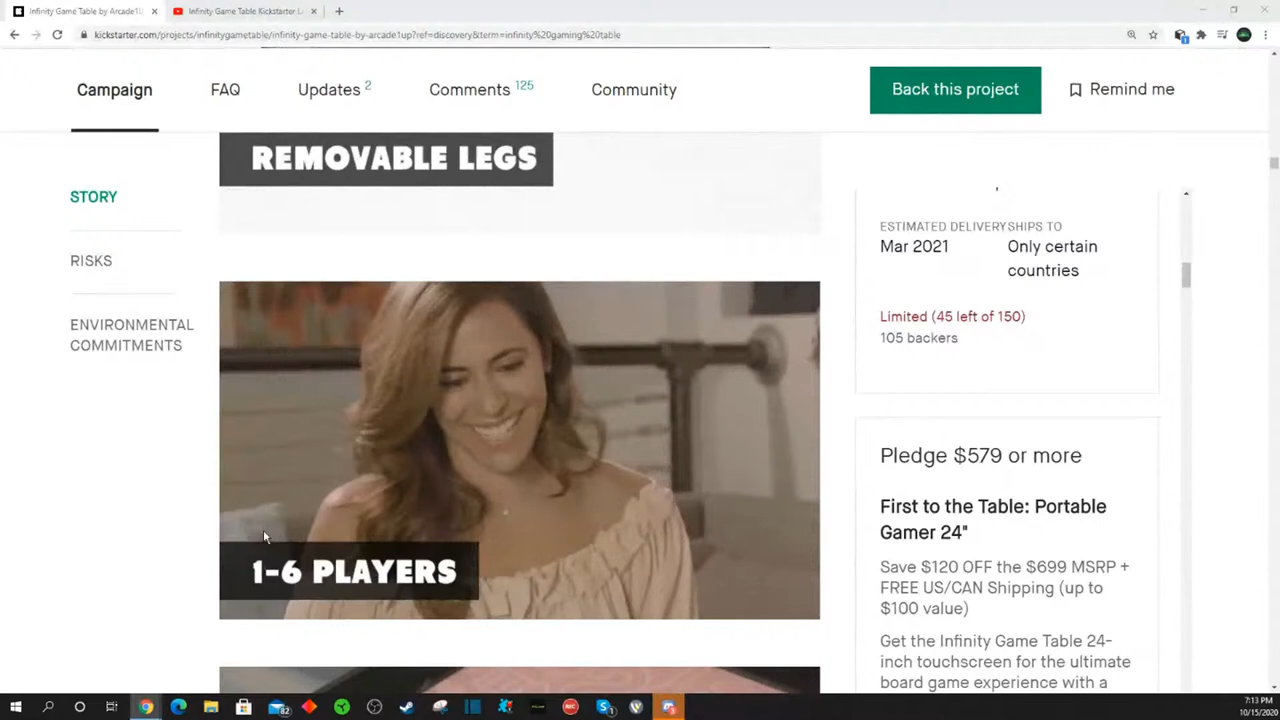 Infinity Game Table by Arcade1U
Infinity Game Table Kickstarter L
kickstarter.com/projects/infinitygametable/infinity-game-table-by-arcade1up?ref=discovery&term=infinity%20gaming%20table
Campaign
FAQ
Updates 2
Comments 125
Community
Back this project
Remind me
REMOVABLE LEGS
STORY
RISKS
ENVIRONMENTAL
COMMITMENTS
1-6 PLAYERS
ESTIMATED DELIVERY
Mar 2021
SHIPS TO
Only certain
countries
Limited (45 left of 150)
105 backers
Pledge $579 or more
First to the Table: Portable
Gamer 24"
Save $120 OFF the $699 MSRP +
FREE US/CAN Shipping (up to
$100 value)
Get the Infinity Game Table 24-
inch touchscreen for the ultimate
board game experience with a
82
7:13 PM
10/15/2020